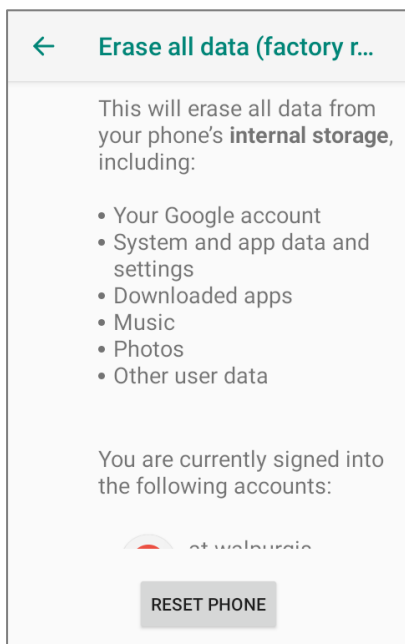 Erase all data (factory r...
This will erase all data from
your phone's internal storage,
including:
• Your Google account
• System and app data and
settings
• Downloaded apps
• Music
• Photos
• Other user data
You are currently signed into
the following accounts:
at walpurgis
RESET PHONE